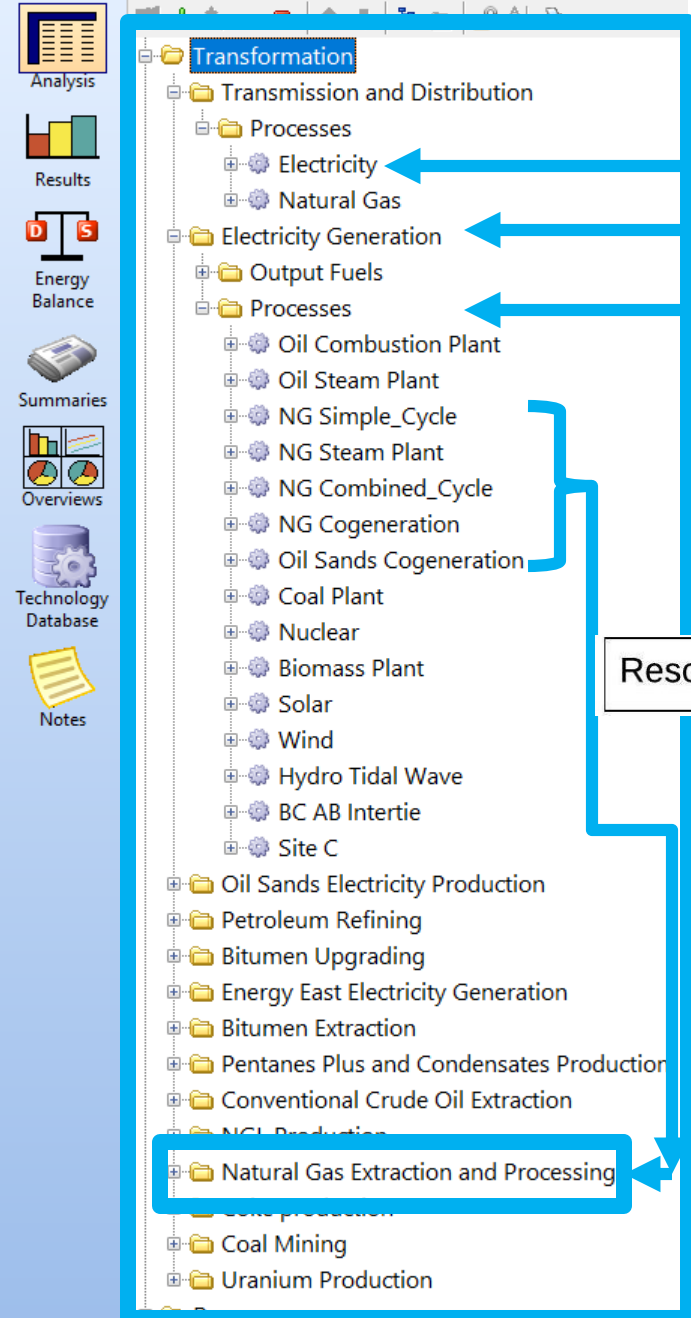 Analysis
Results
D S
Energy
Balance
Summaries
Overviews
Technology
Database
Notes
Transformation
Transmission and Distribution
Processes
Electricity
Natural Gas
Electricity Generation
Output Fuels
Processes
Oil Combustion Plant
Oil Steam Plant
NG Simple_Cycle
NG Steam Plant
NG Combined_Cycle
NG Cogeneration
Oil Sands Cogeneration
Coal Plant
Nuclear
Biomass Plant
Solar
Wind
Hydro Tidal Wave
BC AB Intertie
Site C
Oil Sands Electricity Production
Petroleum Refining
Bitumen Upgrading
Energy East Electricity Generation
Bitumen Extraction
Pentanes Plus and Condensates Production
Conventional Crude Oil Extraction
NGL Production
Natural Gas Extraction and Processing
Coke production
Coal Mining
Uranium Production